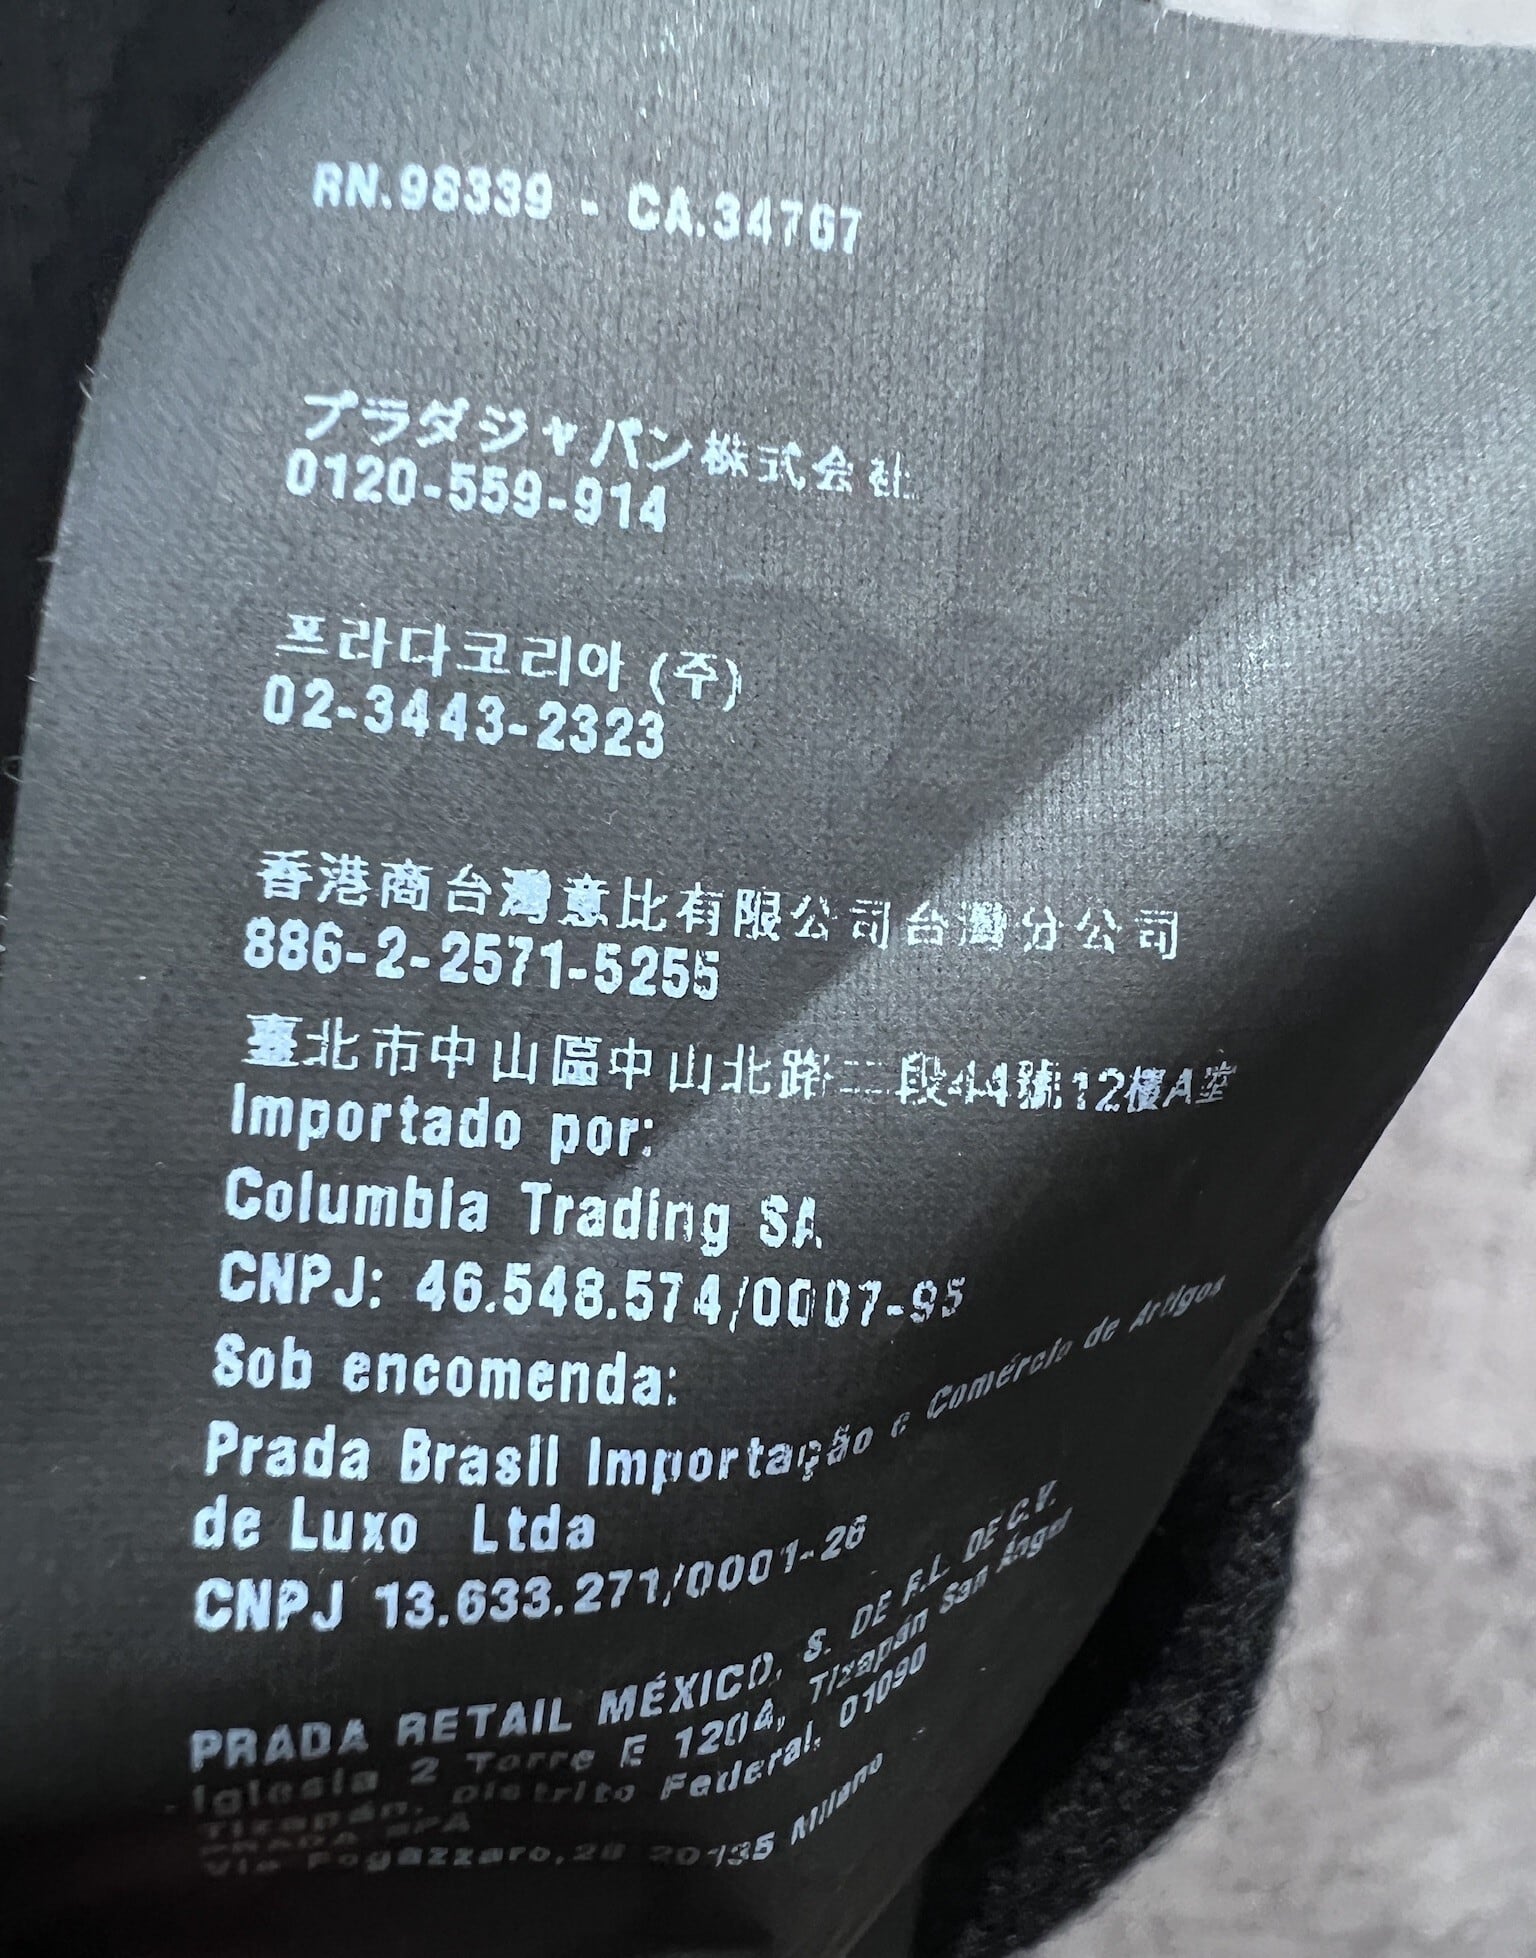 RN.98339 - CA.34767
プラダジャパン株式会社
0120-559-914
프라다코리아 (주)
02-3443-2323
香港商台灣意比有限公司台灣分公司
886-2-2571-5255
臺北市中山區中山北路二段44號12樓A室
Importado por:
Columbia Trading SA
CNPJ: 46.548.574/0007-95
Sob encomenda:
Prada Brasil Importação e Comércio de Artigos
de Luxo Ltda
CNPJ 13.633.271/0001-26
PRADA RETAIL MÉXICO, S. DE R.L. DE C.V.
Iglesia 2 Torre E 1204, Tizapán San Ángel
Tizapán, Distrito Federal, 01090
PRADA SPA
Via Fogazzaro,28 20135 Milano